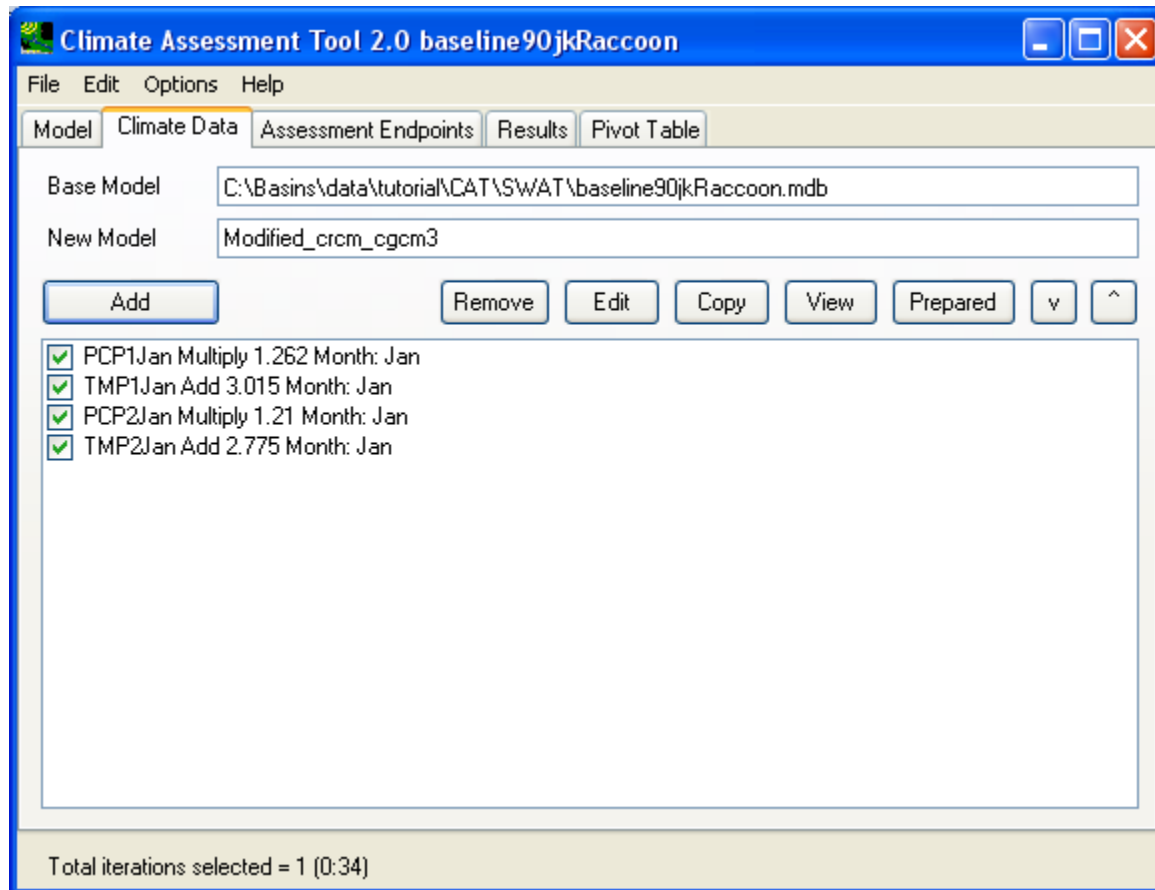 Climate Assessment Tool 2.0 baseline90jkRaccoon
File Edit Options Help
Model Climate Data Assessment Endpoints Results Pivot Table
Base Model C:\Basins\data\tutorial\CAT\SWAT\baseline90jkRaccoon.mdb
New Model Modified_crcm_cgcm3
Add Remove Edit Copy View Prepared v ^
PCP1Jan Multiply 1.262 Month: Jan
TMP1Jan Add 3.015 Month: Jan
PCP2Jan Multiply 1.21 Month: Jan
TMP2Jan Add 2.775 Month: Jan
Total iterations selected = 1 (0:34)